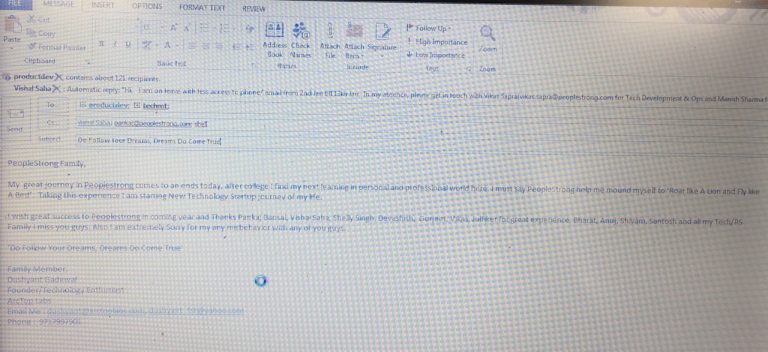 FILE MESSAGE INSERT OPTIONS FORMAT TEXT REVIEW
Cut
Copy
Paste Format Painter
Clipboard
Basic Text
Address Book Check Names
Names
Attach File Attach Item Signature
Include
Follow Up
High Importance
Low Importance
Tags
Zoom
Zoom
productdev contains about 121 recipients.
Vishal Saha : Automatic reply: "Hi, I am on leave with less access to phone/ email from 2nd Jan till 13th Jan. In my absence, please get in touch with Vikas Sapra(vikas.sapra@peoplestrong.com for Tech Development & Ops and Manish Sharma
To productdev; techmt;
Send
Cc Vishal Saha; pankaj@peoplestrong.com; shef
Subject Do Follow Your Dreams, Dreams Do Come True
PeopleStrong Family,
My great journey in Peoplestrong comes to an ends today, after college I find my next learning in personal and professional world here. I must say PeopleStrong help me mound myself to 'Roar like A Lion and Fly like
A Bird'. Taking the experience I am starting New Technology Startup journey of my life.
I wish great success to Peoplestrong in coming year and Thanks Pankaj Bansal, Vishal Saha, Shelly Singh, Devashish, Gunjan, Vikas, Julfiker for great experience. Bharat, Anuj, Shivam, Santosh and all my Tech/RS
Family I miss you guys. Also I am extremely Sorry for my any misbehavior with any of you guys.
'Do Follow Your Dreams, Dreams Do Come True'
Family Member,
Dushyant
Founder/Technology Enthusiast
ArcTop Labs
Email Me :
Phone :